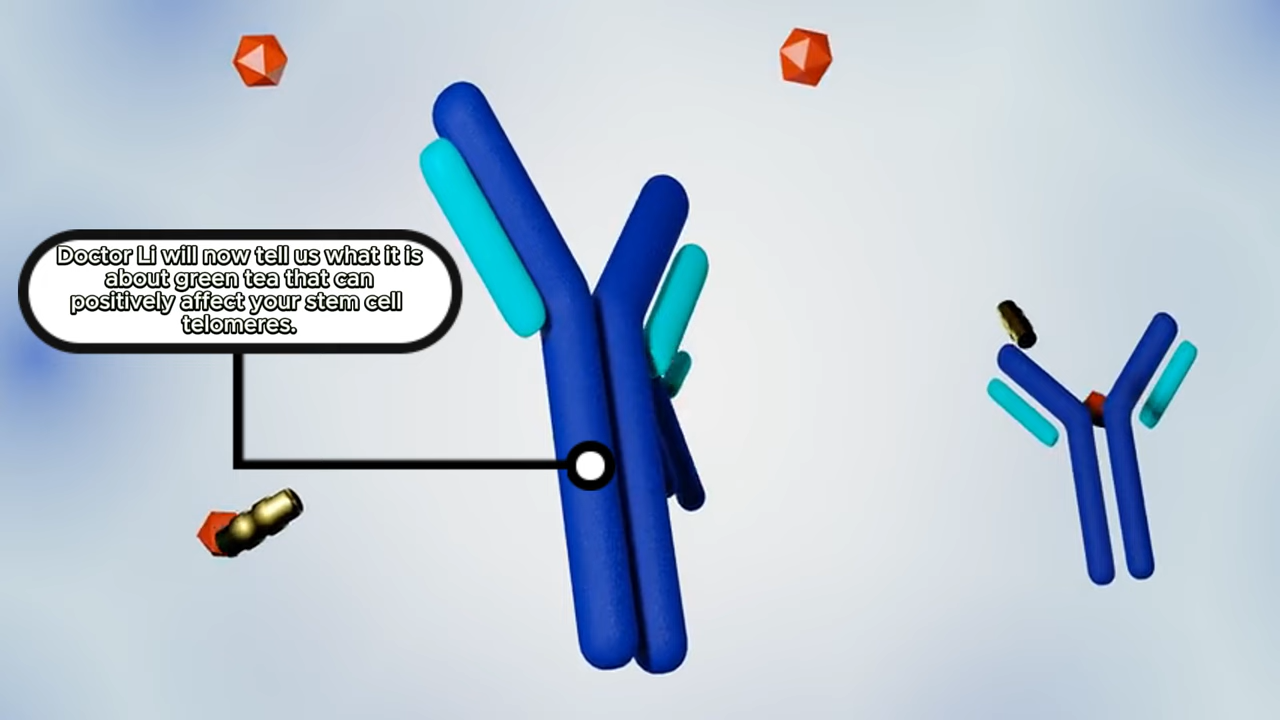 Doctor Li will now tell us what it is
about green tea that can
positively affect your stem cell
telomeres.